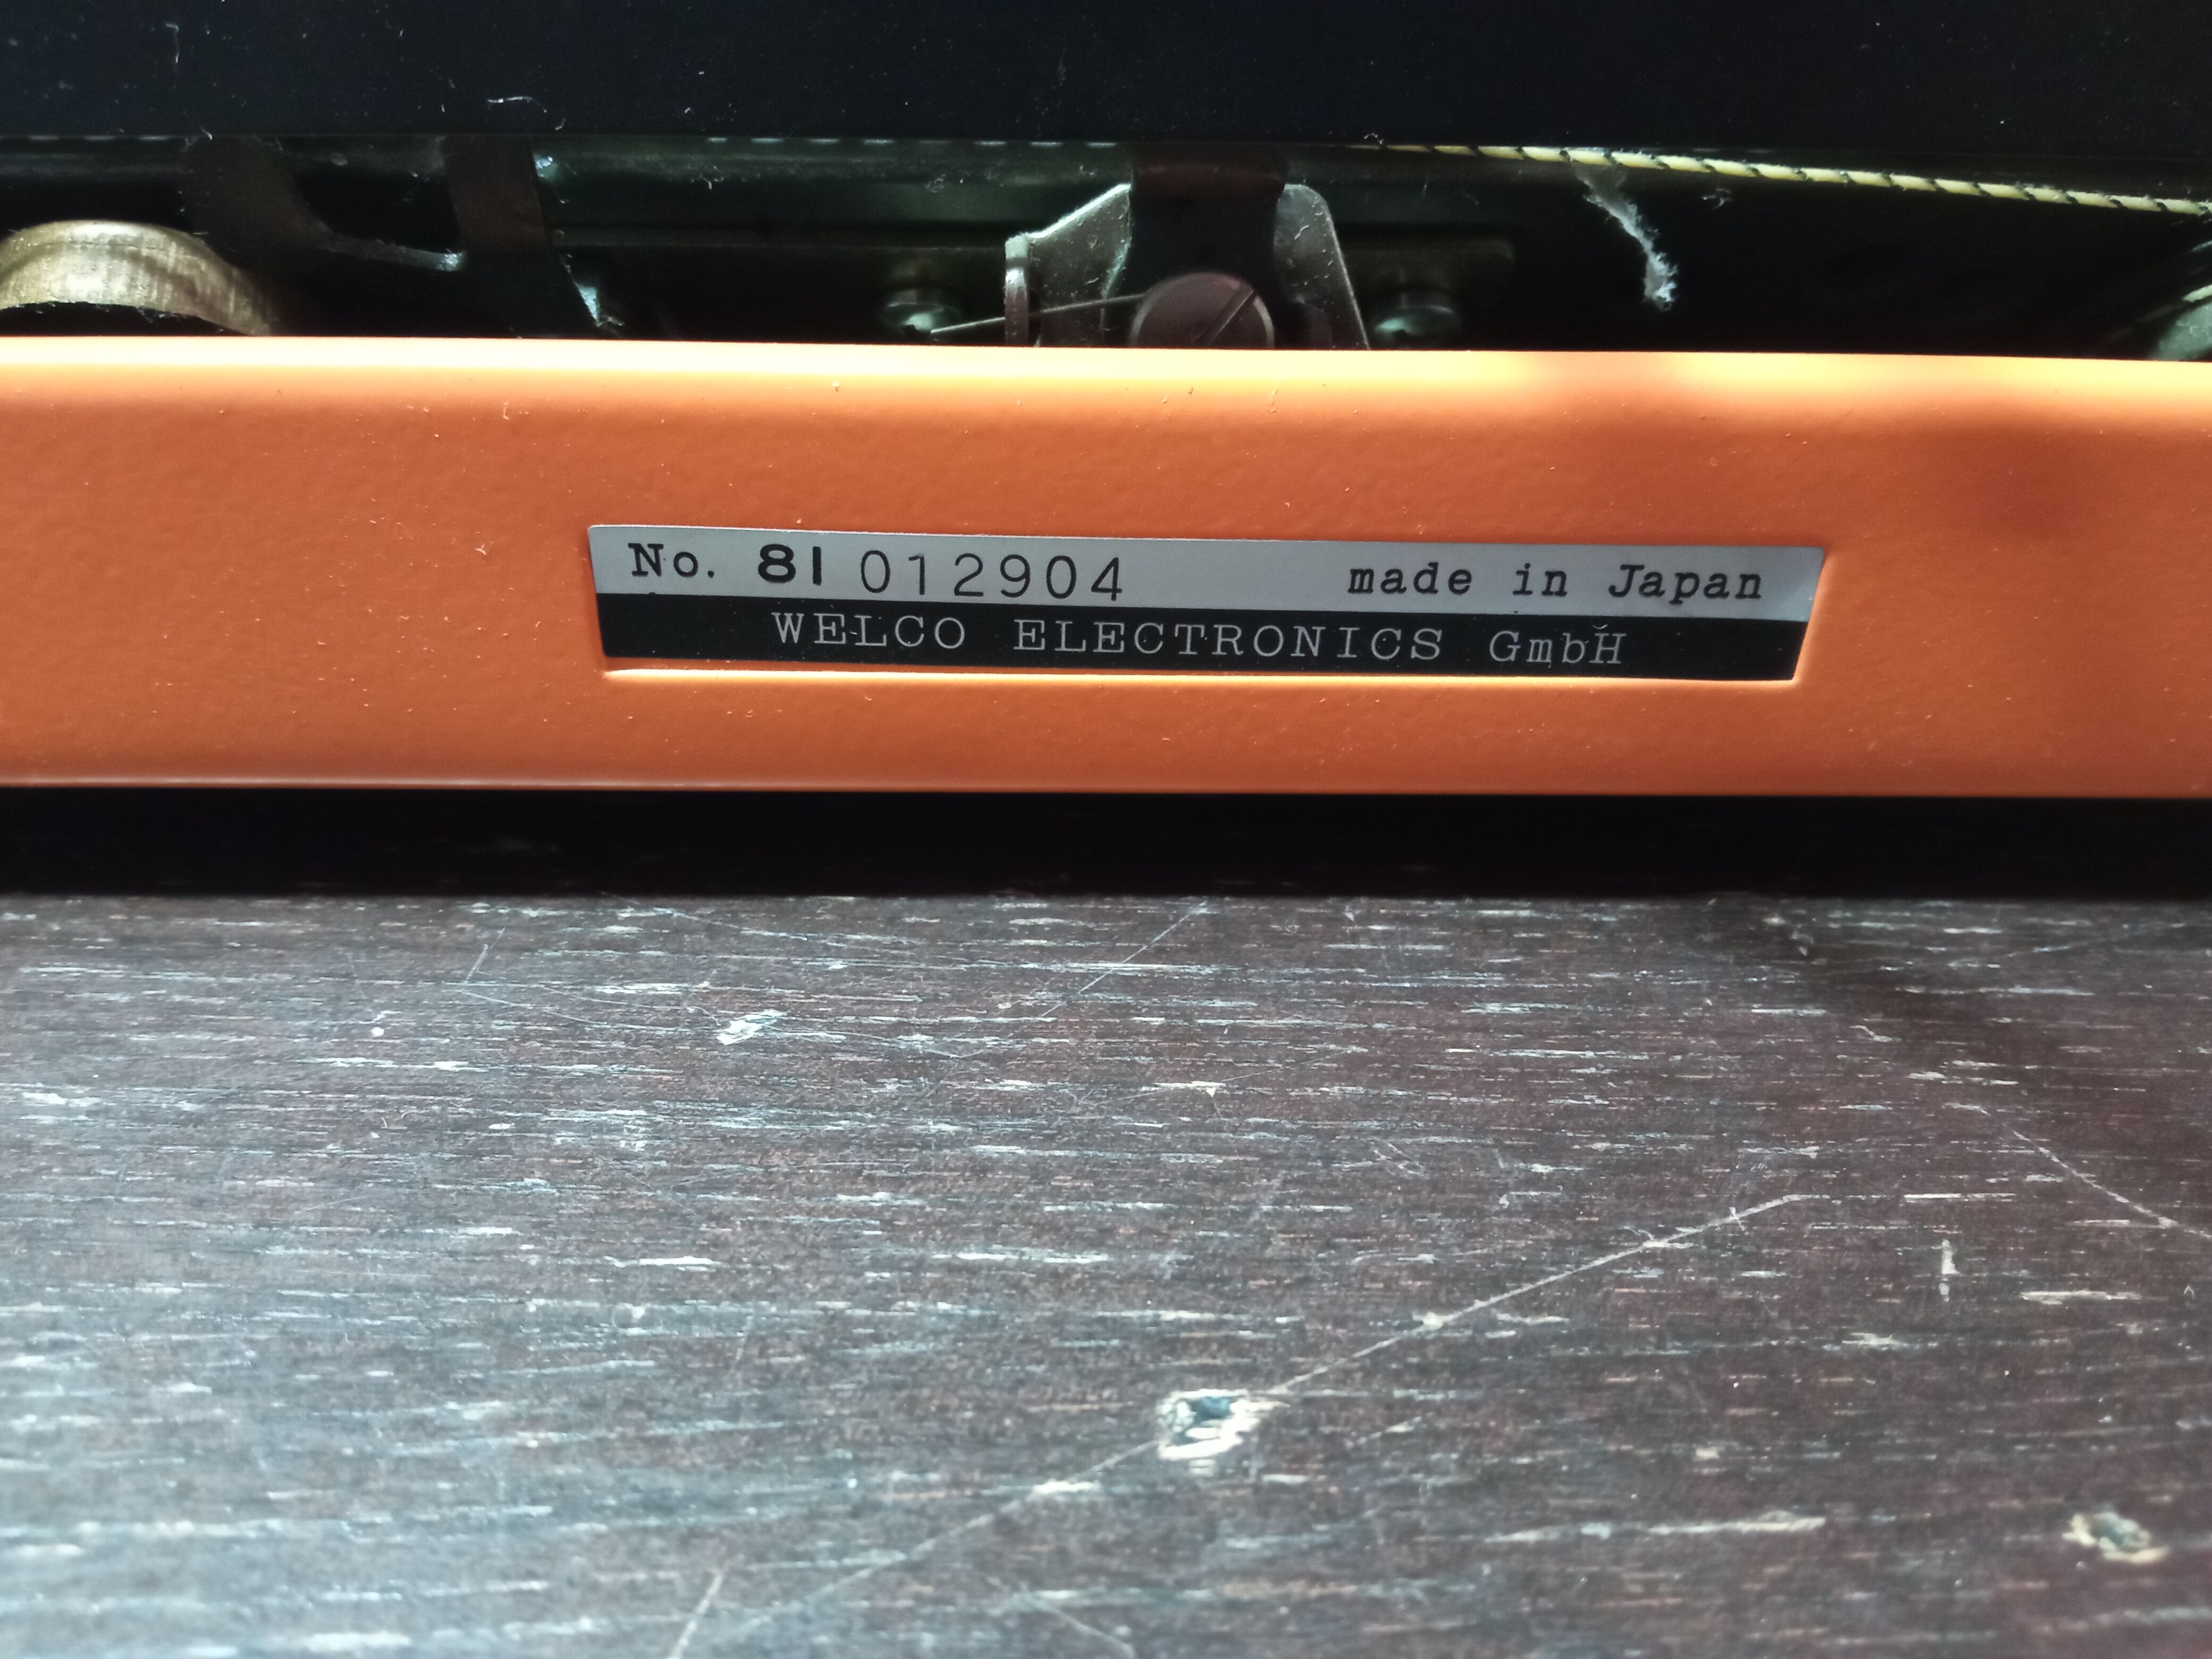 No. 81 012904 made in Japan
WELCO ELECTRONICS GmbH